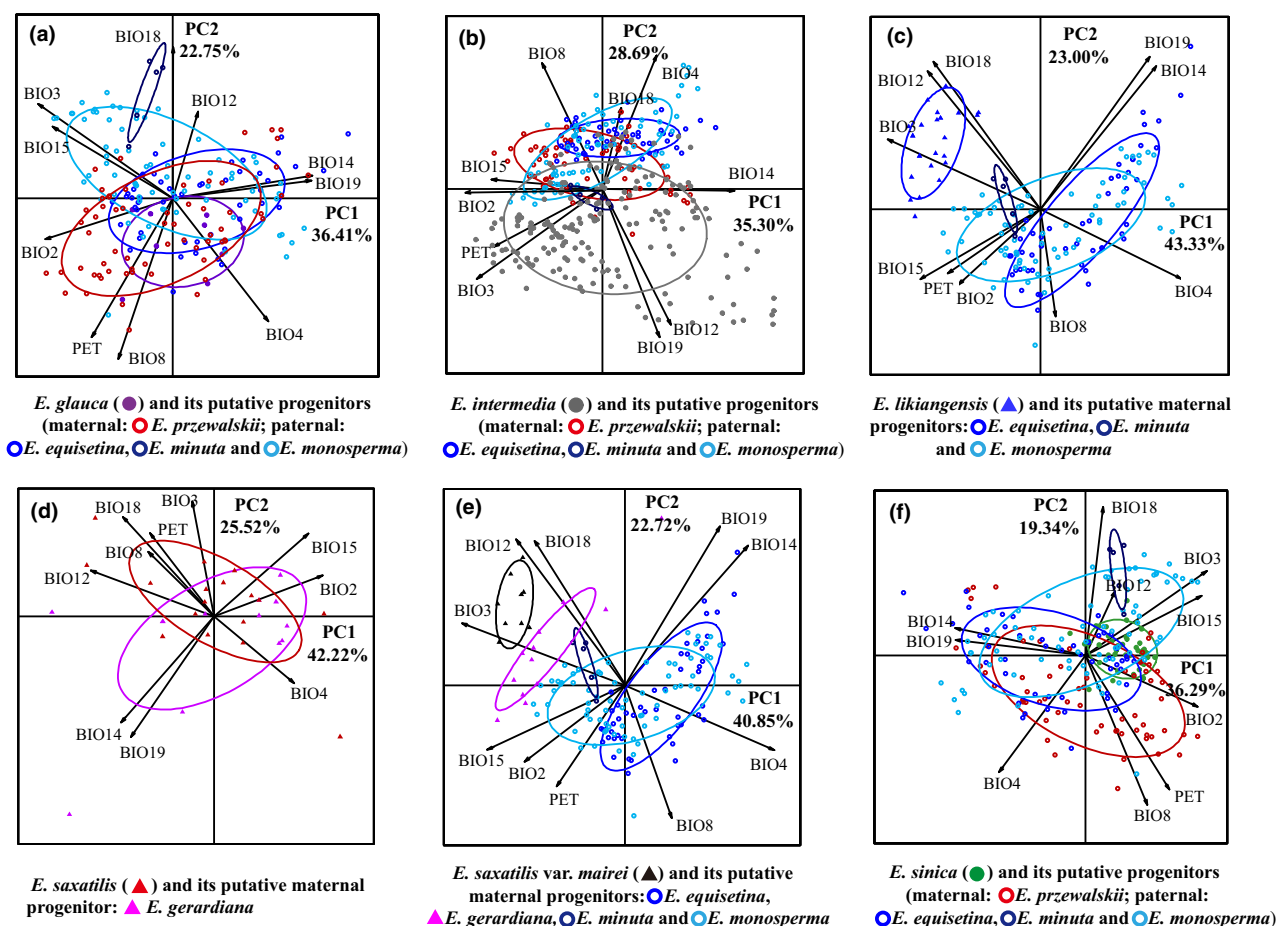 (a)
BIO18
PC2
22.75%
BIO3
BIO12
BIO15
BIO14
BIO19
PC1
36.41%
BIO2
BIO4
PET
BIO8
E. glauca ( ) and its putative progenitors
(maternal: E. przewalskii; paternal:
E. equisetina, E. minuta and E. monosperma)
(b)
PC2
28.69%
BIO8
BIO4
BIO18
BIO15
BIO14
BIO2
PC1
35.30%
PET
BIO3
BIO12
BIO19
E. intermedia ( ) and its putative progenitors
(maternal: E. przewalskii; paternal:
E. equisetina, E. minuta and E. monosperma)
(c)
PC2
23.00%
BIO19
BIO18
BIO14
BIO12
BIO3
PC1
43.33%
BIO15
PET
BIO2
BIO4
BIO8
E. likiangensis ( ) and its putative maternal
progenitors: E. equisetina, E. minuta
and E. monosperma
(d)
BIO3
PC2
25.52%
BIO18
PET
BIO15
BIO8
BIO12
BIO2
PC1
42.22%
BIO4
BIO14
BIO19
E. saxatilis ( ) and its putative maternal
progenitor: E. gerardiana
(e)
PC2
22.72%
BIO19
BIO12
BIO18
BIO14
BIO3
PC1
40.85%
BIO15
BIO2
BIO4
PET
BIO8
E. saxatilis var. mairei ( ) and its putative
maternal progenitors: E. equisetina,
E. gerardiana, E. minuta and E. monosperma
(f)
PC2
19.34%
BIO18
BIO3
BIO12
BIO14
BIO15
BIO19
PC1
36.29%
BIO2
BIO4
PET
BIO8
E. sinica ( ) and its putative progenitors
(maternal: E. przewalskii; paternal:
E. equisetina, E. minuta and E. monosperma)